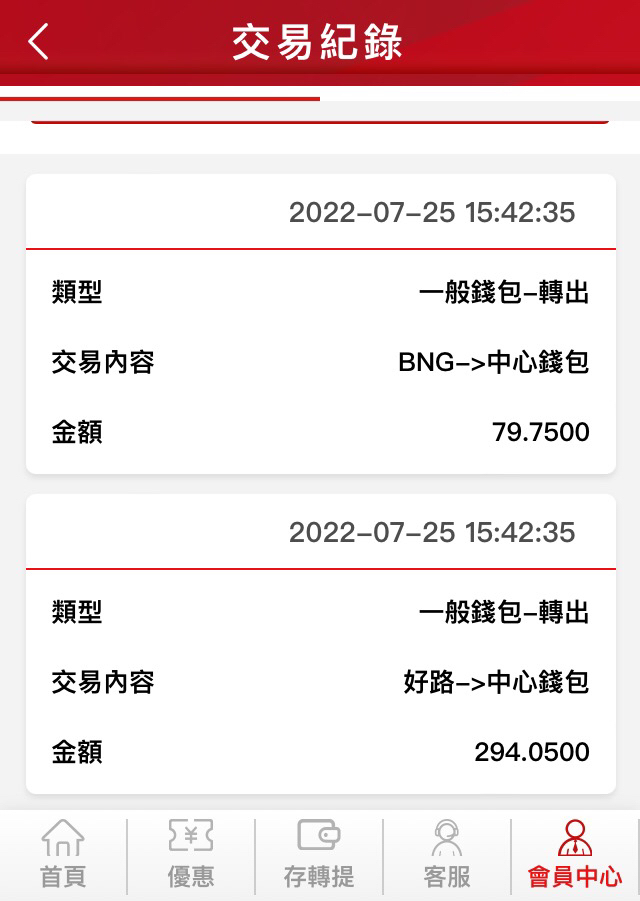 交易紀錄
2022-07-25 15:42:35
類型 一般錢包-轉出
交易內容 BNG->中心錢包
金額 79.7500
2022-07-25 15:42:35
類型 一般錢包-轉出
交易內容 好路->中心錢包
金額 294.0500
首頁 優惠 存轉提 客服 會員中心